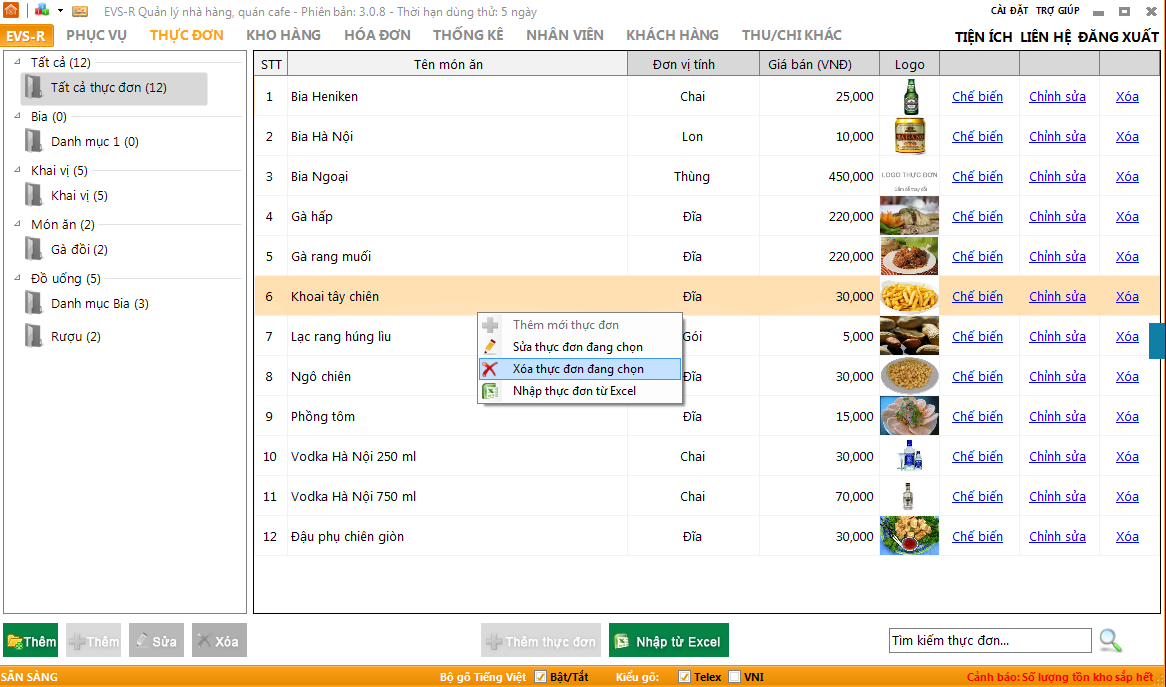 EVS-R Quản lý nhà hàng, quán cafe - Phiên bản: 3.0.8 - Thời hạn dùng thử: 5 ngày
CÀI ĐẶT TRỢ GIÚP
EVS-R PHỤC VỤ THỰC ĐƠN KHO HÀNG HÓA ĐƠN THỐNG KÊ NHÂN VIÊN KHÁCH HÀNG THU/CHI KHÁC
TIỆN ÍCH LIÊN HỆ ĐĂNG XUẤT
Tất cả (12)
Tất cả thực đơn (12)
Bia (0)
Danh mục 1 (0)
Khai vị (5)
Khai vị (5)
Món ăn (2)
Gà đồi (2)
Đồ uống (5)
Danh mục Bia (3)
Rượu (2)
STT Tên món ăn Đơn vị tính Giá bán (VNĐ) Logo
1 Bia Heniken Chai 25,000 Chế biến Chỉnh sửa Xóa
2 Bia Hà Nội Lon 10,000 Chế biến Chỉnh sửa Xóa
3 Bia Ngoại Thùng 450,000 LOGO THỰC ĐƠN Chế biến Chỉnh sửa Xóa
4 Gà hấp Đĩa 220,000 Chế biến Chỉnh sửa Xóa
5 Gà rang muối Đĩa 220,000 Chế biến Chỉnh sửa Xóa
6 Khoai tây chiên Đĩa 30,000 Chế biến Chỉnh sửa Xóa
7 Lạc rang húng lìu Gói 5,000 Chế biến Chỉnh sửa Xóa
8 Ngô chiên Đĩa 30,000 Chế biến Chỉnh sửa Xóa
9 Phồng tôm Đĩa 15,000 Chế biến Chỉnh sửa Xóa
10 Vodka Hà Nội 250 ml Chai 30,000 Chế biến Chỉnh sửa Xóa
11 Vodka Hà Nội 750 ml Chai 70,000 Chế biến Chỉnh sửa Xóa
12 Đậu phụ chiên giòn Đĩa 30,000 Chế biến Chỉnh sửa Xóa
Thêm mới thực đơn
Sửa thực đơn đang chọn
Xóa thực đơn đang chọn
Nhập thực đơn từ Excel
Thêm Thêm Sửa Xóa Thêm thực đơn Nhập từ Excel Tìm kiếm thực đơn...
SẴN SÀNG Bộ gõ Tiếng Việt Bật/Tắt Kiểu gõ: Telex VNI Cảnh báo: Số lượng tồn kho sắp hết